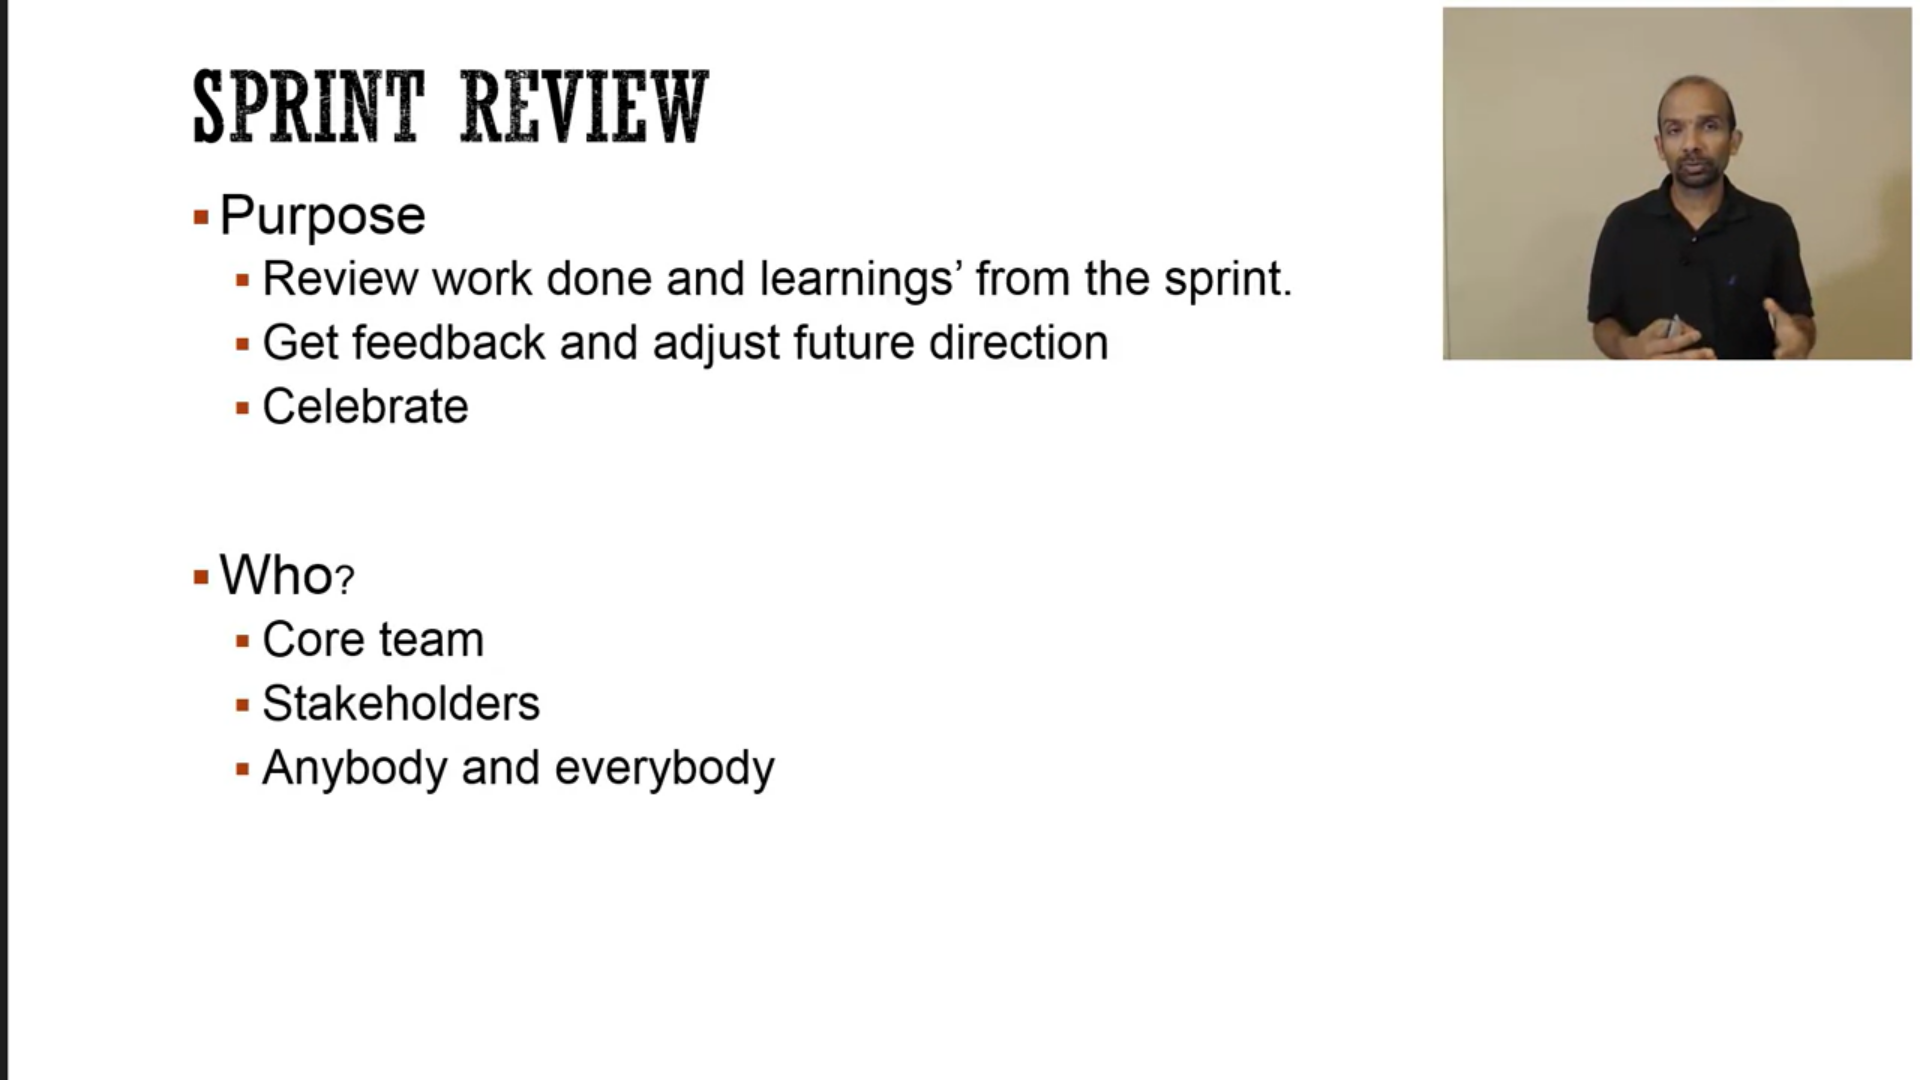 SPRINT REVIEW
Purpose
Review work done and learnings’ from the sprint.
Get feedback and adjust future direction
Celebrate
Who?
Core team
Stakeholders
Anybody and everybody